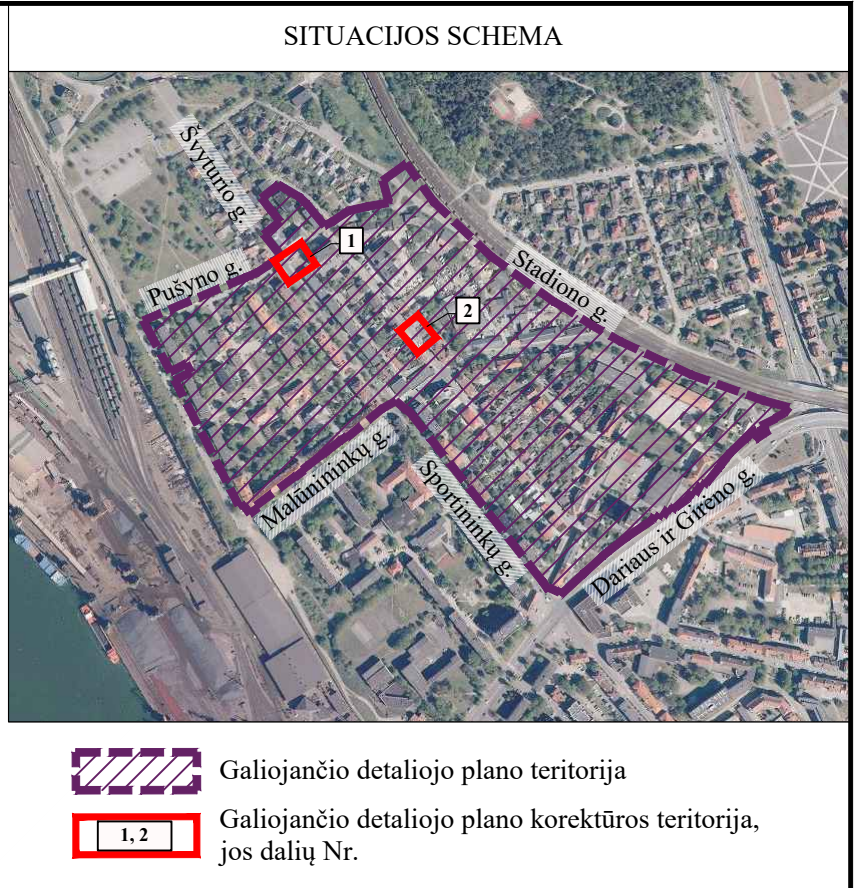 SITUACIJOS SCHEMA
Švyturio g.
1
Pušyno g.
Stadiono g.
2
Malūnininkų g.
Sportininkų g.
Dariaus ir Girėno g.
Galiojančio detaliojo plano teritorija
1, 2
Galiojančio detaliojo plano korektūros teritorija,
jos dalių Nr.